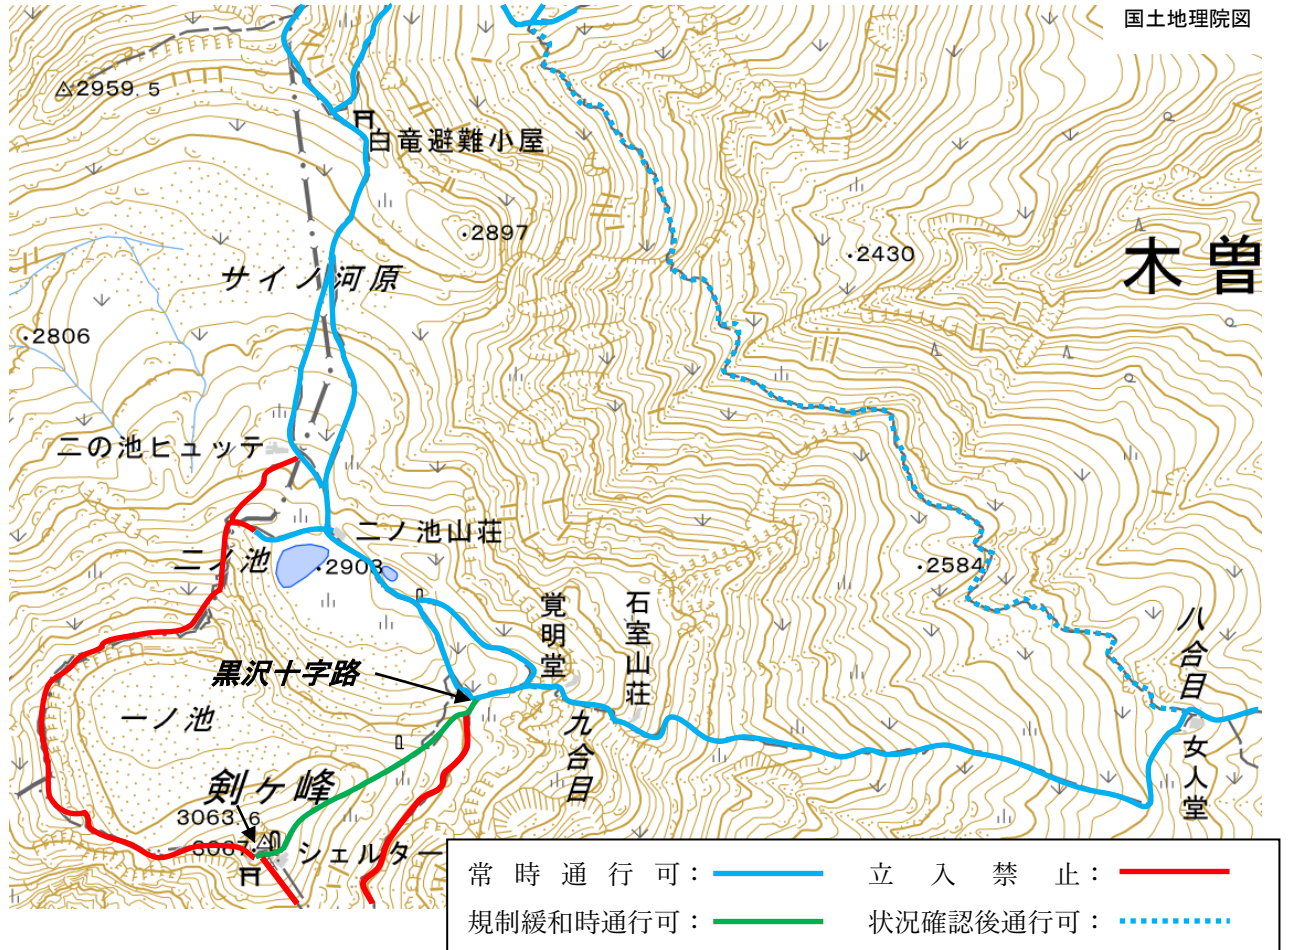 国土地理院図
2959.5
白竜避難小屋
2897
2430
木曽
サイノ河原
2806
二の池ヒュッテ
二ノ池山荘
二ノ池
2903
2584
覚明堂
石室山荘
八合目
黒沢十字路
一ノ池
九合目
女人堂
剣ヶ峰
3063.6
3067
シェルター
常時通行可：
立入禁止：
規制緩和時通行可：
状況確認後通行可：